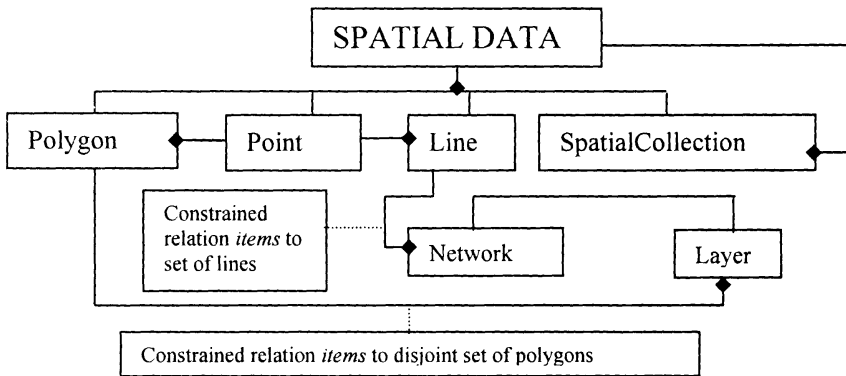 SPATIAL DATA
Polygon
Point
Line
SpatialCollection
Constrained
relation items to
set of lines
Network
Layer
Constrained relation items to disjoint set of polygons